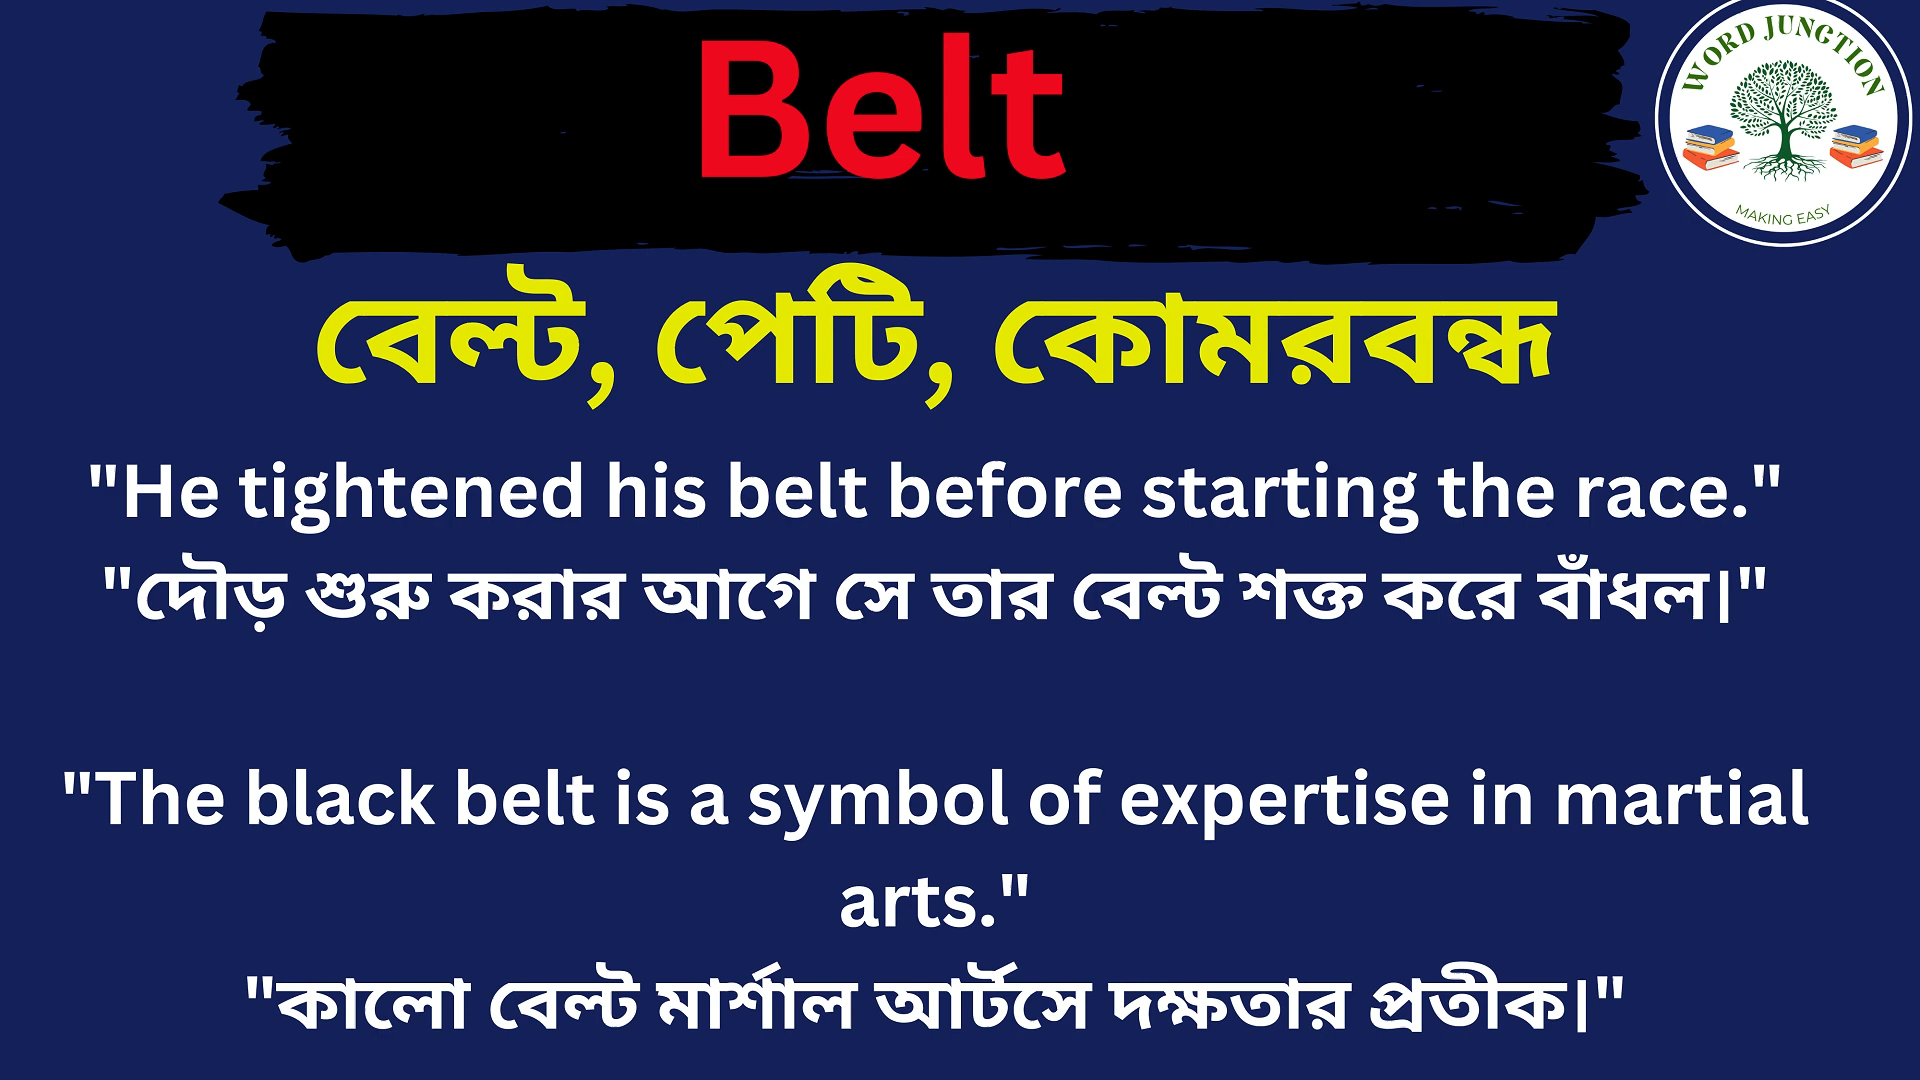 Belt
WORD JUNCTION
MAKING EASY
বেল্ট, পেটি, কোমরবন্ধ
"He tightened his belt before starting the race."
"দৌড় শুরু করার আগে সে তার বেল্ট শক্ত করে বাঁধল।"
"The black belt is a symbol of expertise in martial
arts."
"কালো বেল্ট মার্শাল আর্টসে দক্ষতার প্রতীক।"